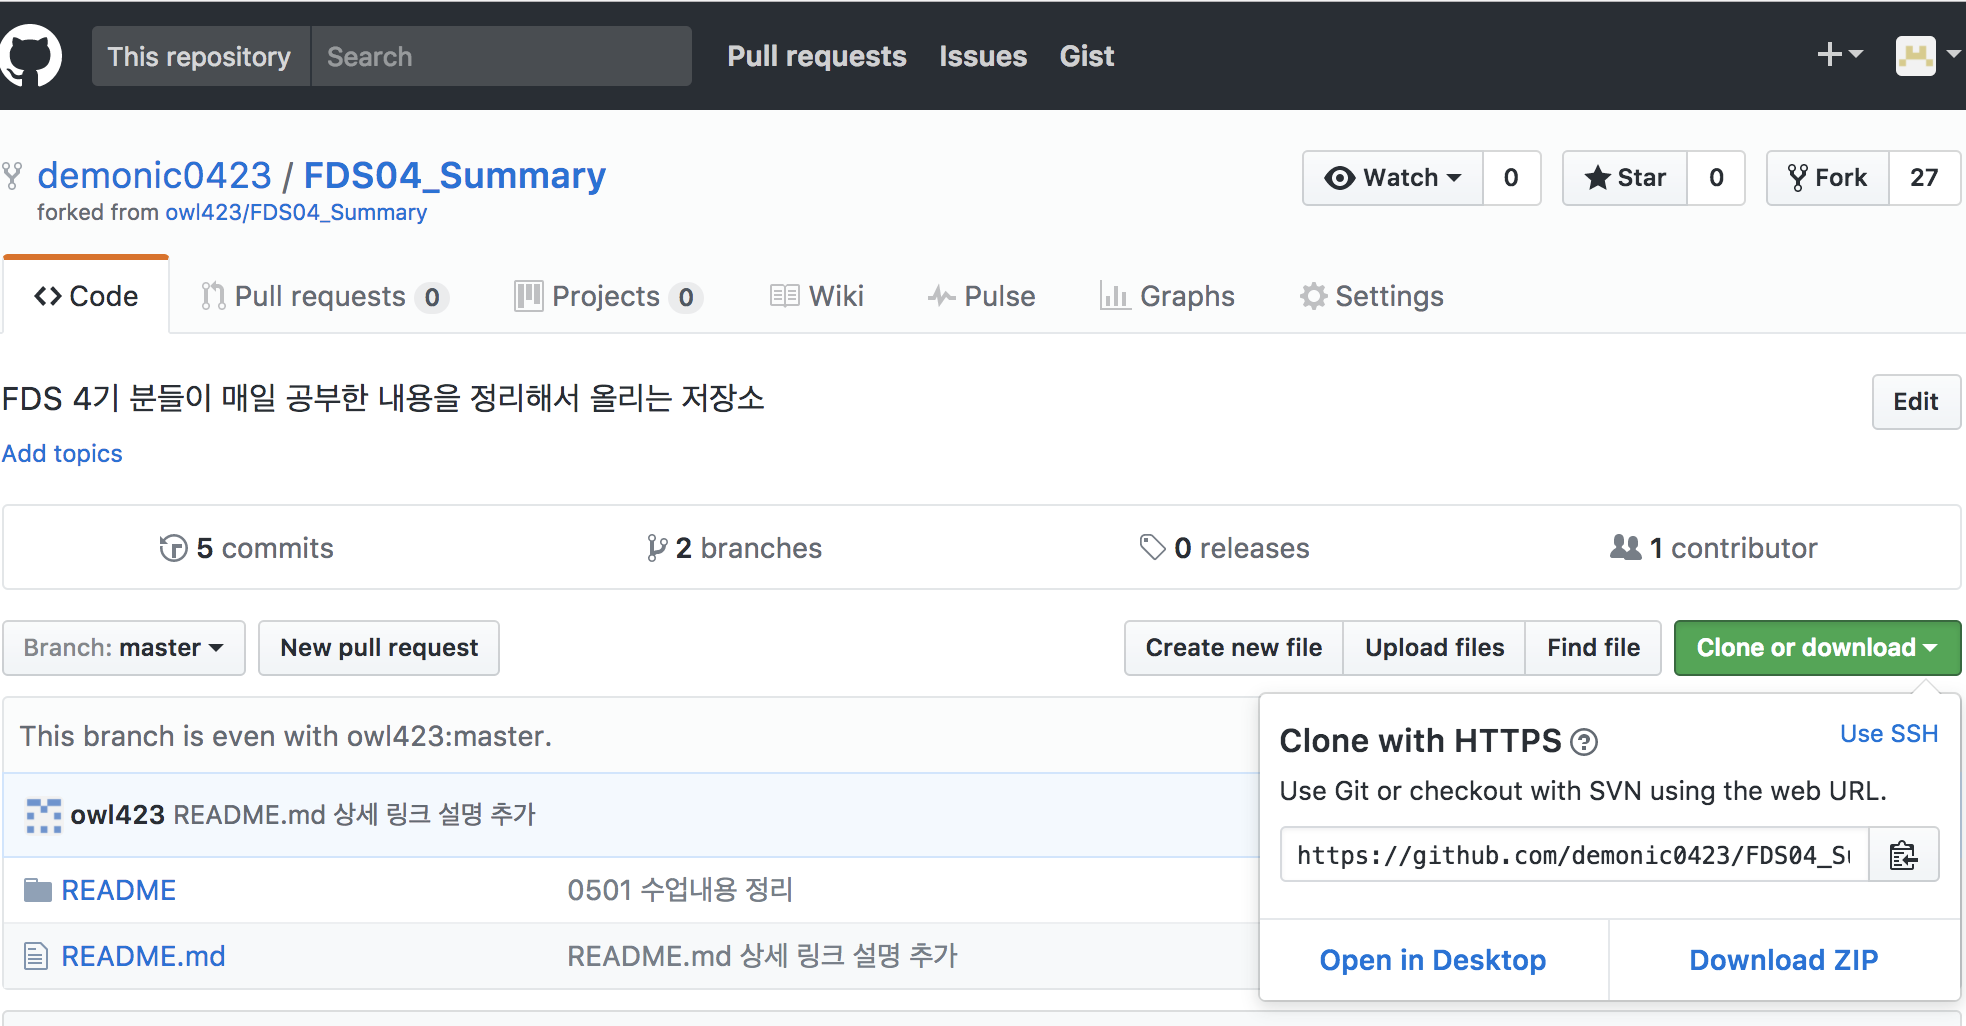 This repository Search Pull requests Issues Gist
demonic0423 / FDS04_Summary
Watch 0 Star 0 Fork 27
forked from owl423/FDS04_Summary
Code Pull requests 0 Projects 0 Wiki Pulse Graphs Settings
FDS 4기 분들이 매일 공부한 내용을 정리해서 올리는 저장소
Edit
Add topics
5 commits 2 branches 0 releases 1 contributor
Branch: master New pull request Create new file Upload files Find file Clone or download
This branch is even with owl423:master.
owl423 README.md 상세 링크 설명 추가
README 0501 수업내용 정리
README.md README.md 상세 링크 설명 추가
Clone with HTTPS ? Use SSH
Use Git or checkout with SVN using the web URL.
https://github.com/demonic0423/FDS04_Su
Open in Desktop Download ZIP